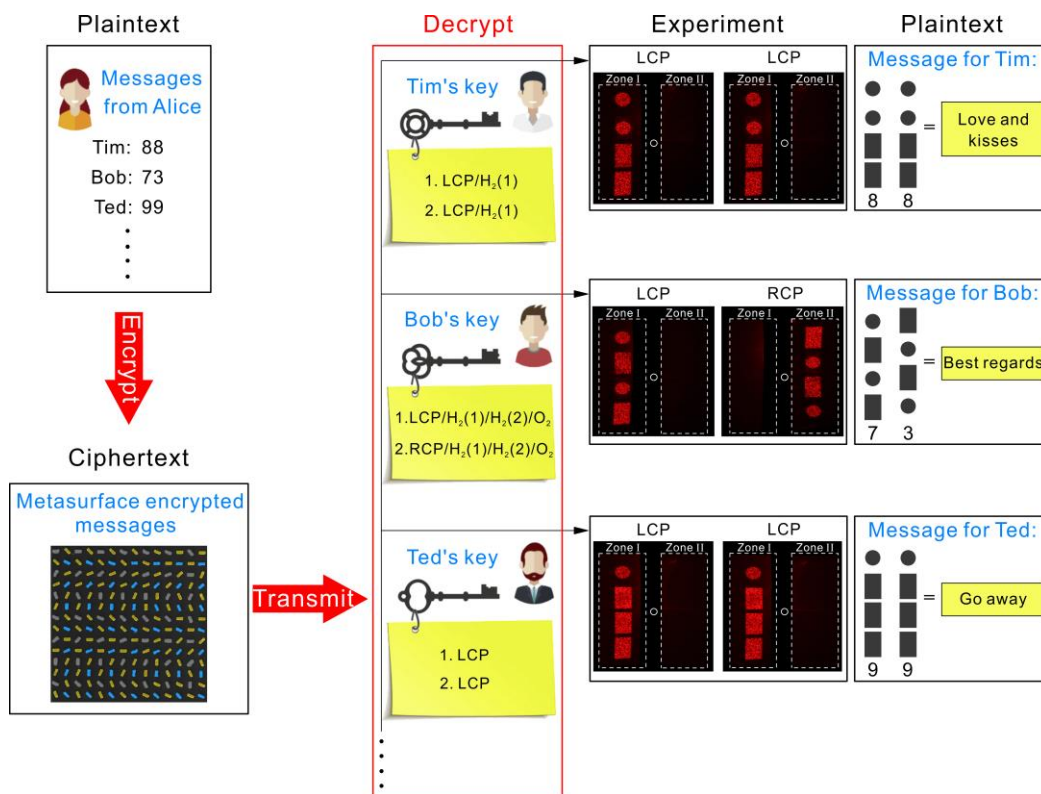 Plaintext
Messages
from Alice
Tim: 88
Bob: 73
Ted: 99
Encrypt
Ciphertext
Metasurface encrypted
messages
Transmit
Decrypt
Tim's key
1. LCP/H₂(1)
2. LCP/H₂(1)
Bob's key
1.LCP/H₂(1)/H₂(2)/O₂
2.RCP/H₂(1)/H₂(2)/O₂
Ted's key
1. LCP
2. LCP
Experiment
LCP LCP
Zone I Zone II Zone I Zone II
LCP RCP
Zone I Zone II Zone I Zone II
LCP LCP
Zone I Zone II Zone I Zone II
Plaintext
Message for Tim:
= Love and
kisses
8 8
Message for Bob:
= Best regards
7 3
Message for Ted:
= Go away
9 9